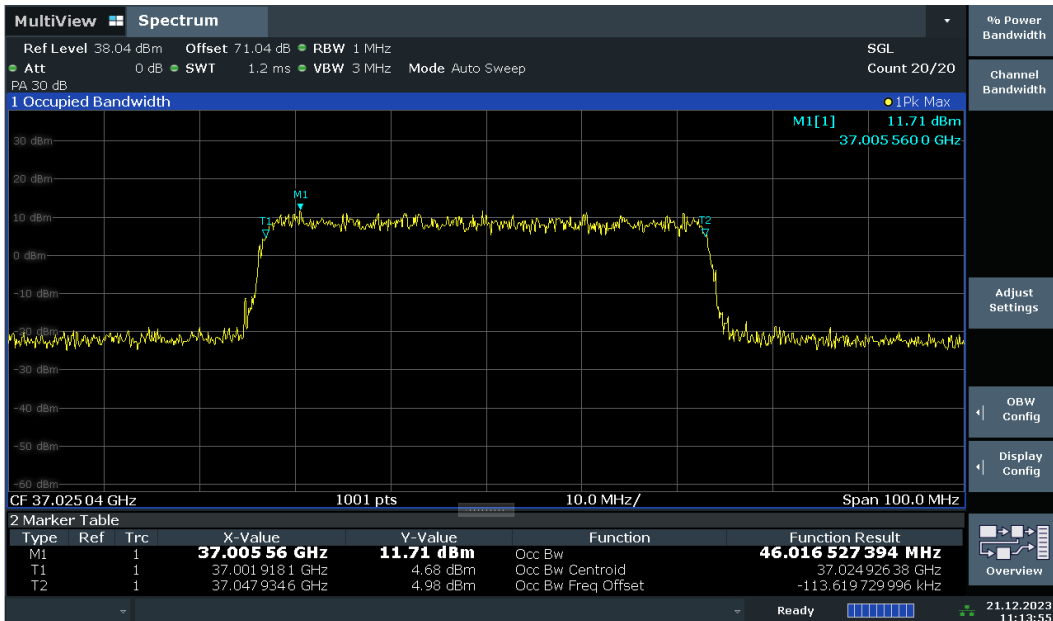 MultiView Spectrum
Ref Level 38.04 dBm Offset 71.04 dB RBW 1 MHz SGL
Att 0 dB SWT 1.2 ms VBW 3 MHz Mode Auto Sweep Count 20/20
PA 30 dB
1 Occupied Bandwidth 1Pk Max
M1[1] 11.71 dBm
37.005 560 0 GHz
30 dBm
20 dBm
M1
10 dBm
T1
T2
0 dBm
-10 dBm
-20 dBm
-30 dBm
-40 dBm
-50 dBm
-60 dBm
CF 37.025 04 GHz 1001 pts 10.0 MHz/ Span 100.0 MHz
2 Marker Table
Type Ref Trc X-Value Y-Value Function Function Result
M1 1 37.005 56 GHz 11.71 dBm Occ Bw 46.016 527 394 MHz
T1 1 37.001 918 1 GHz 4.68 dBm Occ Bw Centroid 37.024 926 38 GHz
T2 1 37.047 934 6 GHz 4.98 dBm Occ Bw Freq Offset -113.619 729 996 kHz
Ready 21.12.2023
11:13:55
% Power
Bandwidth
Channel
Bandwidth
Adjust
Settings
OBW
Config
Display
Config
Overview